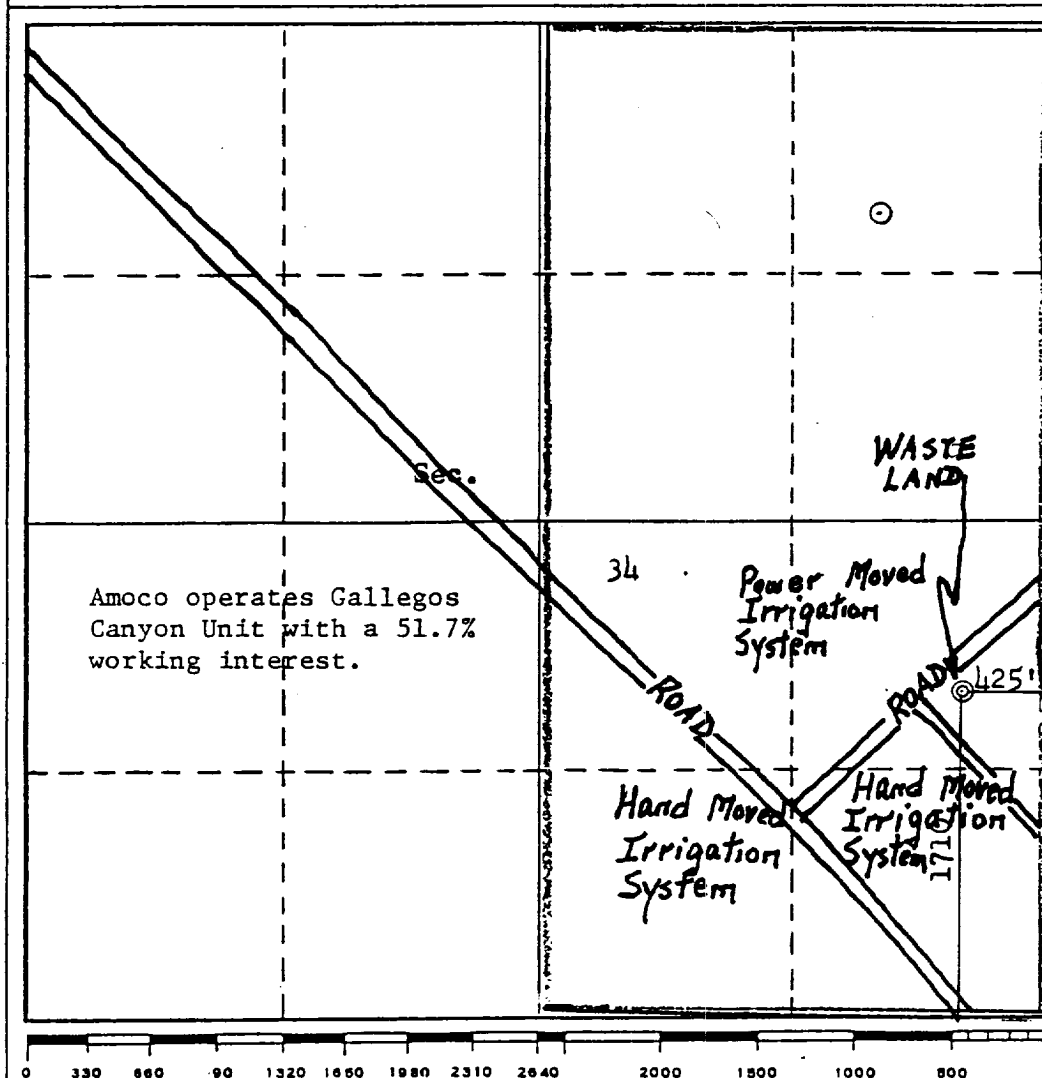 WASTE
LAND
Sec.
34
Power Moved
Irrigation
System
Amoco operates Gallegos
Canyon Unit with a 51.7%
working interest.
ROAD
ROAD
425'
Hand Moved
Irrigation
System
Hand Moved
Irrigation
System
0 330 660 90 1320 1650 1980 2310 2640 2000 1500 1000